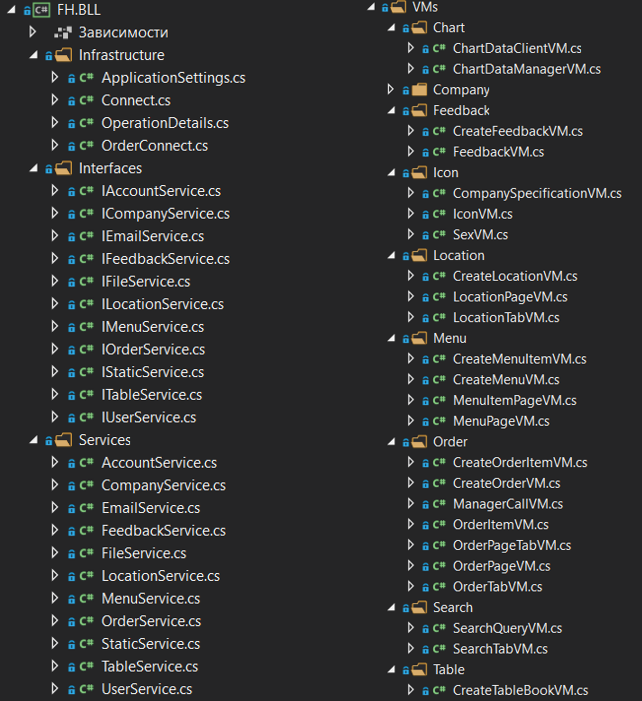 FH.BLL
Зависимости
Infrastructure
C# ApplicationSettings.cs
C# Connect.cs
C# OperationDetails.cs
C# OrderConnect.cs
Interfaces
C# IAccountService.cs
C# ICompanyService.cs
C# IEmailService.cs
C# IFeedbackService.cs
C# IFileService.cs
C# ILocationService.cs
C# IMenuService.cs
C# IOrderService.cs
C# IStaticService.cs
C# ITableService.cs
C# IUserService.cs
Services
C# AccountService.cs
C# CompanyService.cs
C# EmailService.cs
C# FeedbackService.cs
C# FileService.cs
C# LocationService.cs
C# MenuService.cs
C# OrderService.cs
C# StaticService.cs
C# TableService.cs
C# UserService.cs
VMs
Chart
C# ChartDataClientVM.cs
C# ChartDataManagerVM.cs
Company
Feedback
C# CreateFeedbackVM.cs
C# FeedbackVM.cs
Icon
C# CompanySpecificationVM.cs
C# IconVM.cs
C# SexVM.cs
Location
C# CreateLocationVM.cs
C# LocationPageVM.cs
C# LocationTabVM.cs
Menu
C# CreateMenuItemVM.cs
C# CreateMenuVM.cs
C# MenuItemPageVM.cs
C# MenuPageVM.cs
Order
C# CreateOrderItemVM.cs
C# CreateOrderVM.cs
C# ManagerCallVM.cs
C# OrderItemVM.cs
C# OrderPageTabVM.cs
C# OrderPageVM.cs
C# OrderTabVM.cs
Search
C# SearchQueryVM.cs
C# SearchTabVM.cs
Table
C# CreateTableBookVM.cs